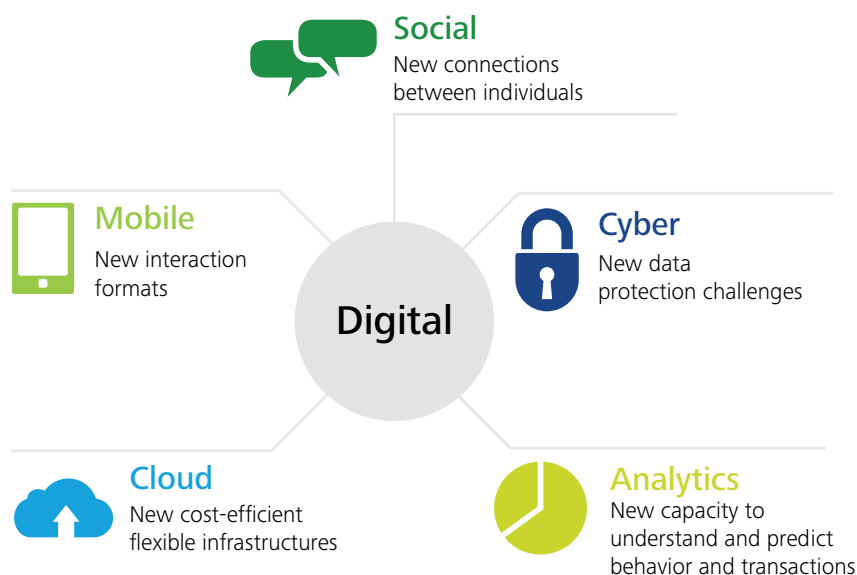 Social
New connections
between individuals
Mobile
New interaction
formats
Cyber
New data
protection challenges
Digital
Cloud
New cost-efficient
flexible infrastructures
Analytics
New capacity to
understand and predict
behavior and transactions